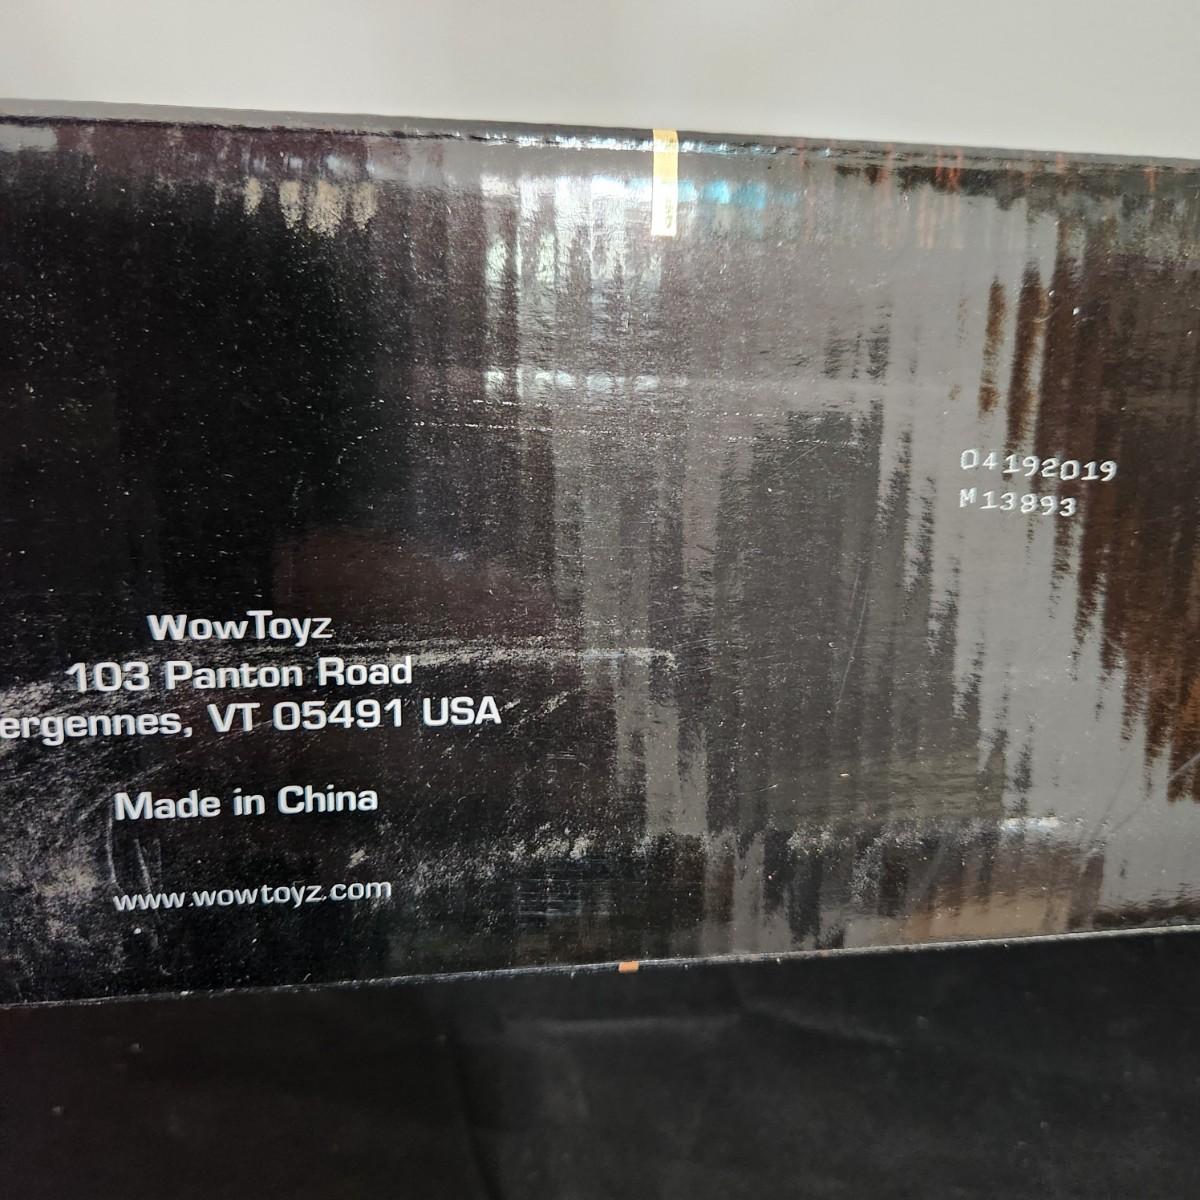 04192019
M13893
WowToyz
103 Panton Road
ergennes, VT 05491 USA
Made in China
www.wowtoyz.com